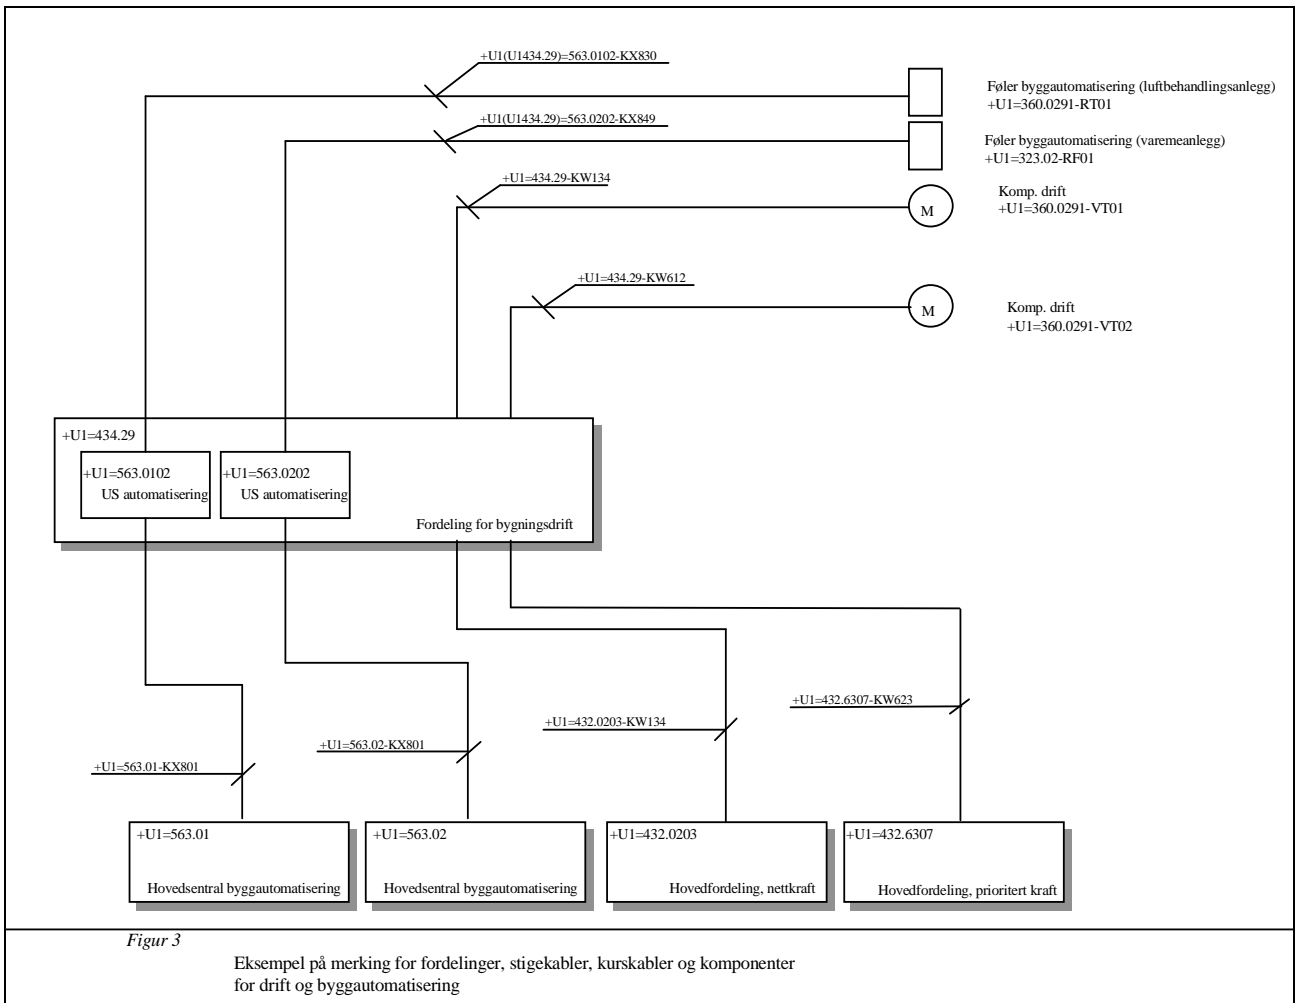 +U1(U1434.29)=563.0102-KX830
Føler byggautomatisering (luftbehandlingsanlegg)
+U1=360.0291-RT01
+U1(U1434.29)=563.0202-KX849
Føler byggautomatisering (varemeanlegg)
+U1=323.02-RF01
+U1=434.29-KW134
M
Komp. drift
+U1=360.0291-VT01
+U1=434.29-KW612
M
Komp. drift
+U1=360.0291-VT02
+U1=434.29
+U1=563.0102
US automatisering
+U1=563.0202
US automatisering
Fordeling for bygningsdrift
+U1=563.01-KX801
+U1=563.02-KX801
+U1=432.0203-KW134
+U1=432.6307-KW623
+U1=563.01
Hovedsentral byggautomatisering
+U1=563.02
Hovedsentral byggautomatisering
+U1=432.0203
Hovedfordeling, nettkraft
+U1=432.6307
Hovedfordeling, prioritert kraft
Figur 3
Eksempel på merking for fordelinger, stigekabler, kurskabler og komponenter
for drift og byggautomatisering